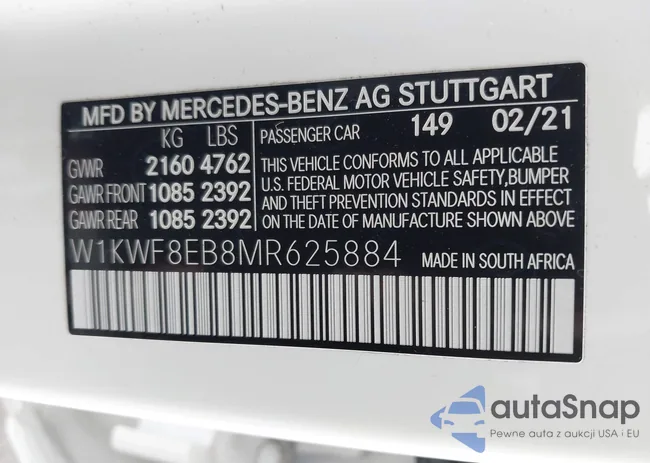 MFD BY MERCEDES-BENZ AG STUTTGART
KG LBS
GVWR 2160 4762
GAWR FRONT 1085 2392
GAWR REAR 1085 2392
PASSENGER CAR 149 02/21
THIS VEHICLE CONFORMS TO ALL APPLICABLE
U.S. FEDERAL MOTOR VEHICLE SAFETY,BUMPER
AND THEFT PREVENTION STANDARDS IN EFFECT
ON THE DATE OF MANUFACTURE SHOWN ABOVE
W1KWF8EB8MR625884
MADE IN SOUTH AFRICA
autaSnap
Pewne auta z aukcji USA i EU